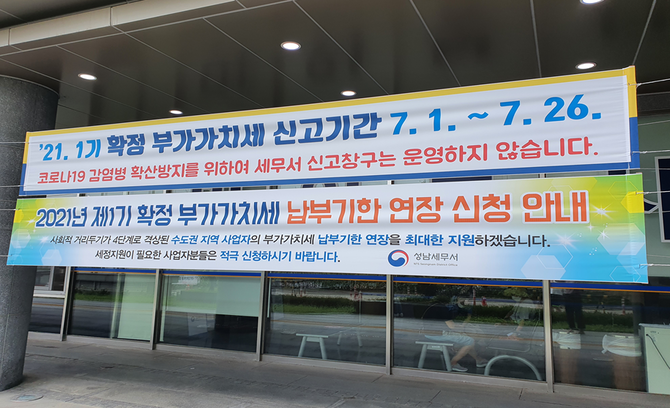 '21. 1기 확정 부가가치세 신고기간 7. 1. ~ 7. 26.
코로나19 감염병 확산방지를 위하여 세무서 신고창구는 운영하지 않습니다.
2021년 제1기 확정 부가가치세 납부기한 연장 신청 안내
사회적 거리두기가 4단계로 격상된 수도권 지역 사업자의 부가가치세 납부기한 연장을 최대한 지원하겠습니다.
세정지원이 필요한 사업자분들은 적극 신청하시기 바랍니다.
성남세무서